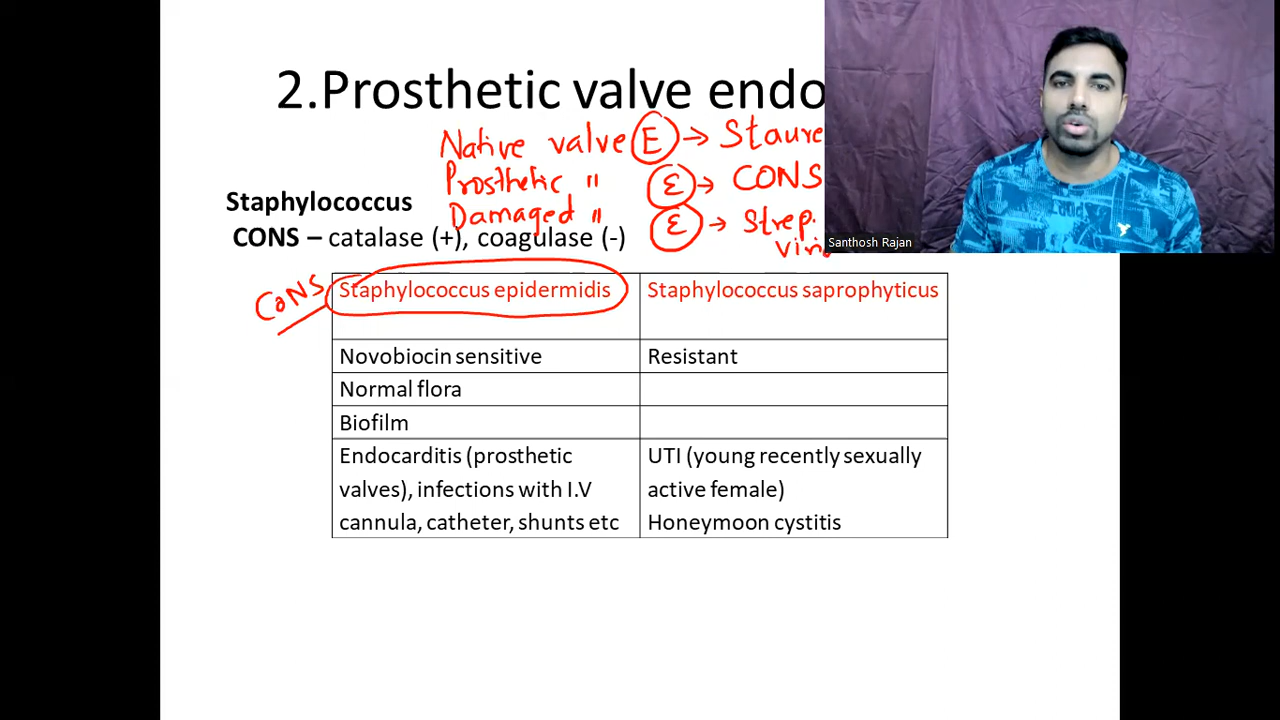 2.Prosthetic valve endo
Native valve E → Staure
Prosthetic " E → CONS
Damaged " E → Strep.
Staphylococcus
CONS – catalase (+), coagulase (-)
Santhosh Rajan
CONS
Staphylococcus epidermidis Staphylococcus saprophyticus
Novobiocin sensitive Resistant
Normal flora
Biofilm
Endocarditis (prosthetic UTI (young recently sexually
valves), infections with I.V active female)
cannula, catheter, shunts etc Honeymoon cystitis